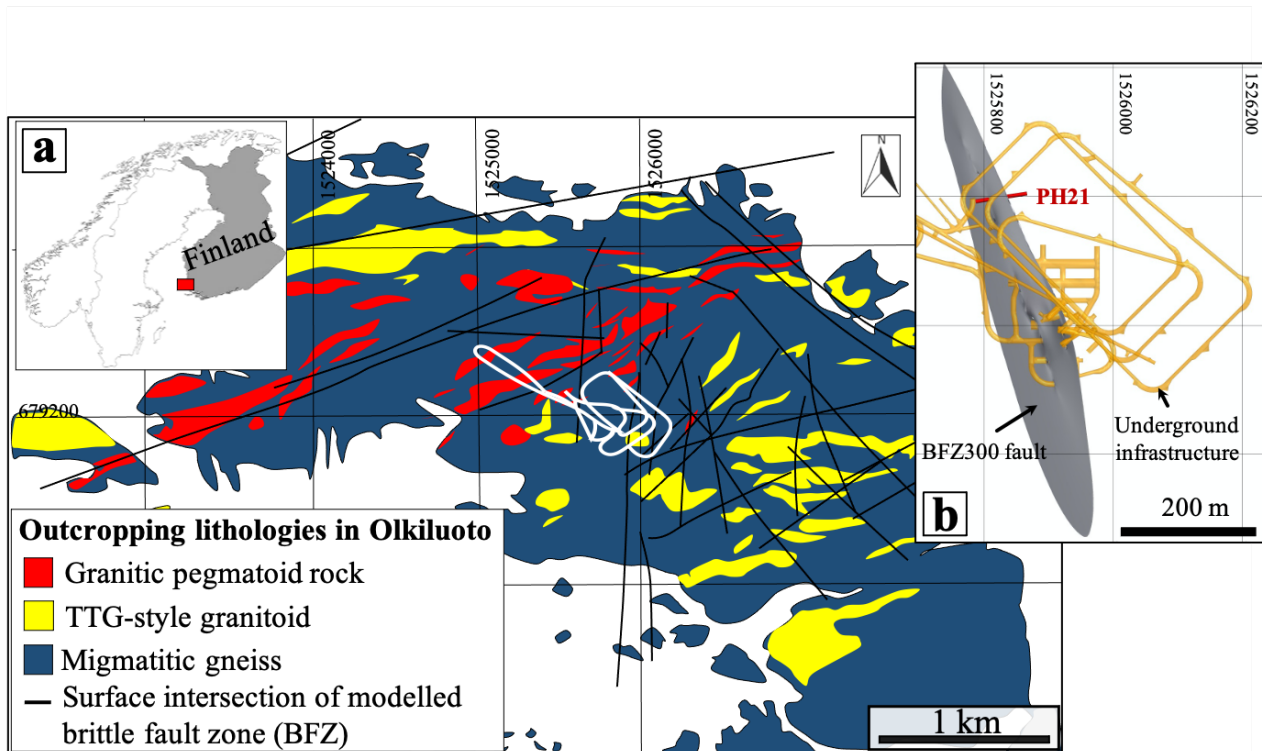 a
Finland
1524000
1525000
1526000
N
679200
Outcropping lithologies in Olkiluoto
Granitic pegmatoid rock
TTG-style granitoid
Migmatitic gneiss
Surface intersection of modelled
brittle fault zone (BFZ)
1 km
1525800
1526000
1526200
PH21
BFZ300 fault
Underground
infrastructure
b
200 m